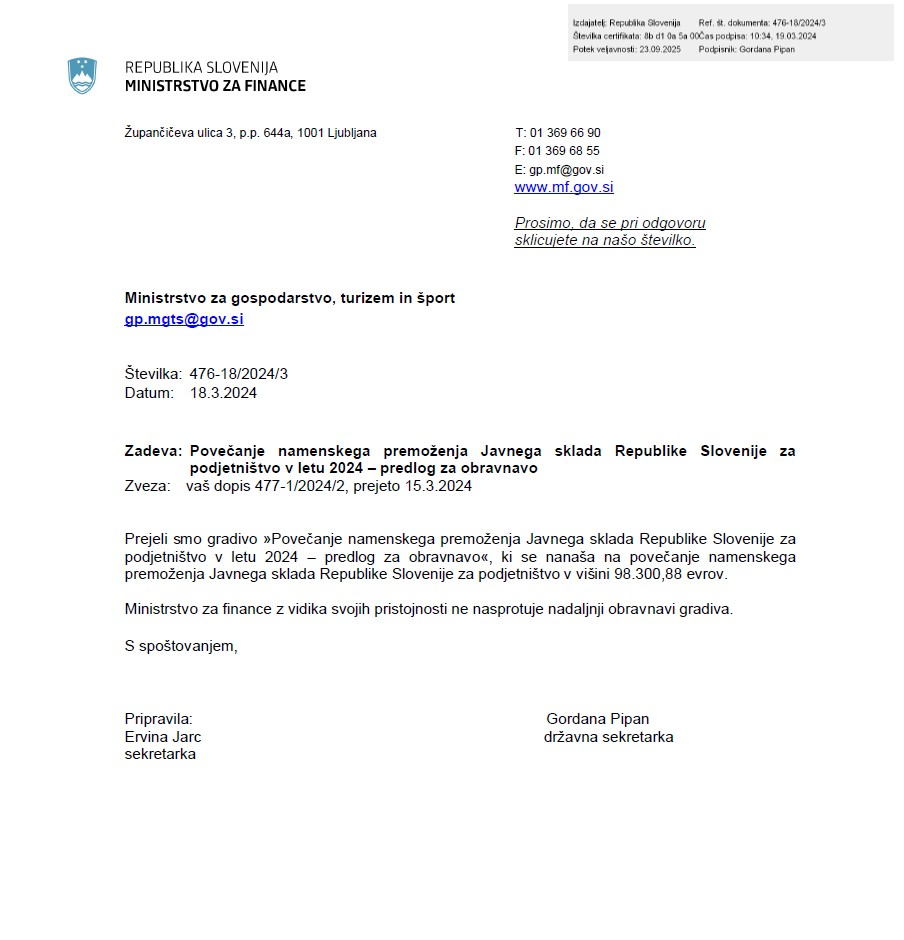 Izdajatelj: Republika Slovenija Ref. št. dokumenta: 476-18/2024/3
Številka certifikata: 8b d1 0a 5a 00Čas podpisa: 10:34, 19.03.2024
Potek veljavnosti: 23.09.2025 Podpisnik: Gordana Pipan
REPUBLIKA SLOVENIJA
MINISTRSTVO ZA FINANCE
Župančičeva ulica 3, p.p. 644a, 1001 Ljubljana
T: 01 369 66 90
F: 01 369 68 55
E: gp.mf@gov.si
www.mf.gov.si
Prosimo, da se pri odgovoru
sklicujete na našo številko.
Ministrstvo za gospodarstvo, turizem in šport
gp.mgts@gov.si
Številka: 476-18/2024/3
Datum: 18.3.2024
Zadeva: Povečanje namenskega premoženja Javnega sklada Republike Slovenije za
podjetništvo v letu 2024 – predlog za obravnavo
Zveza: vaš dopis 477-1/2024/2, prejeto 15.3.2024
Prejeli smo gradivo »Povečanje namenskega premoženja Javnega sklada Republike Slovenije za
podjetništvo v letu 2024 – predlog za obravnavo«, ki se nanaša na povečanje namenskega
premoženja Javnega sklada Republike Slovenije za podjetništvo v višini 98.300,88 evrov.
Ministrstvo za finance z vidika svojih pristojnosti ne nasprotuje nadaljnji obravnavi gradiva.
S spoštovanjem,
Pripravila:
Ervina Jarc
sekretarka
Gordana Pipan
državna sekretarka